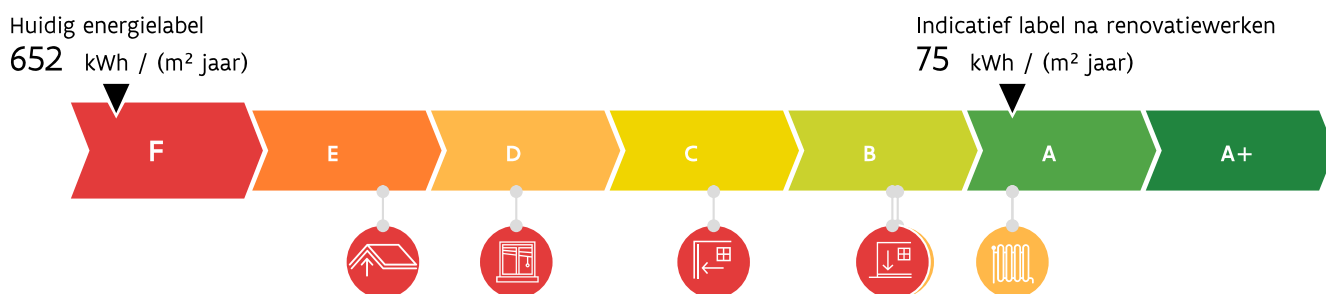 Huidig energielabel
652 kWh / (m² jaar)
Indicatief label na renovatiewerken
75 kWh / (m² jaar)
F E D C B A A+